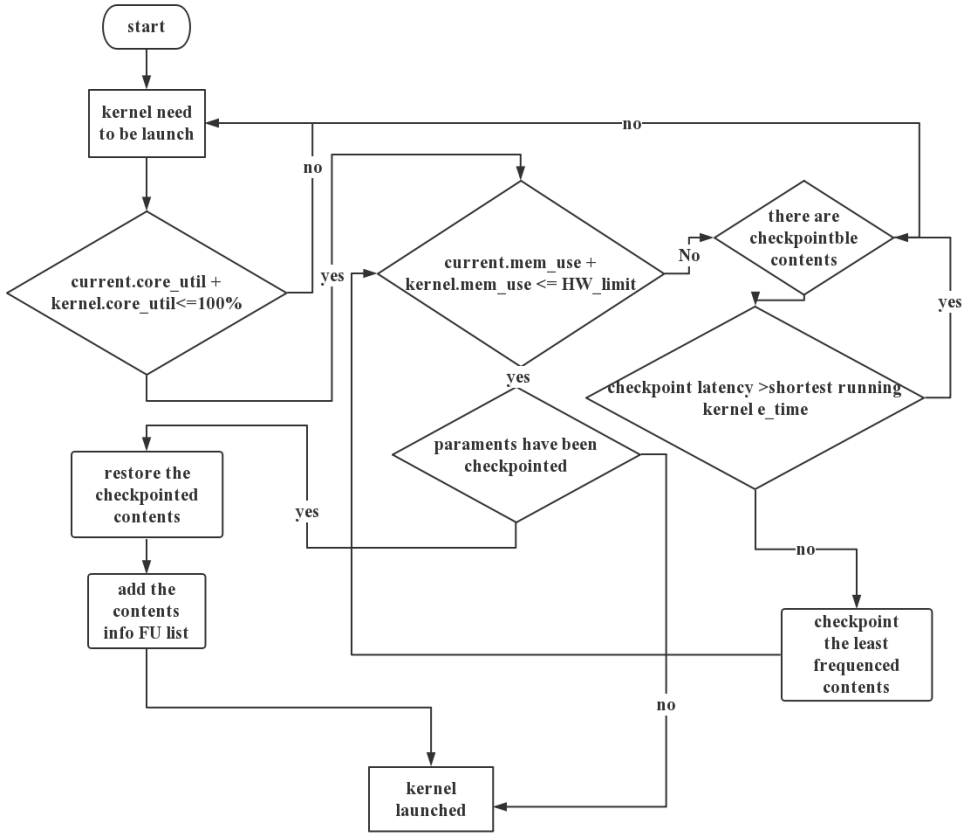 start
kernel need
to be launch
no
no
current.core_util +
kernel.core_util<=100%
yes
current.mem_use +
kernel.mem_use <= HW_limit
No
there are
checkpointble
contents
yes
checkpoint latency >shortest running
kernel e_time
yes
paraments have been
checkpointed
restore the
checkpointed
contents
yes
no
add the
contents
info FU list
checkpoint
the least
frequenced
contents
no
kernel
launched